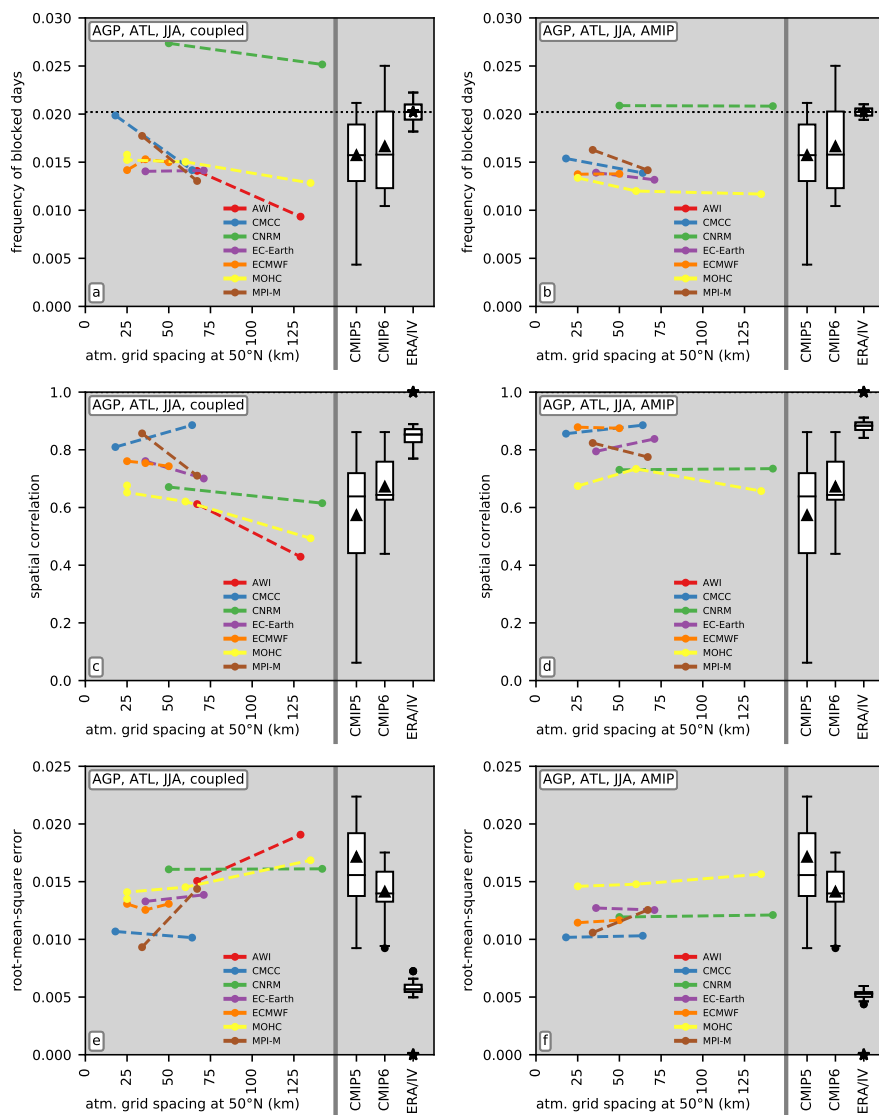 AGP, ATL, JJA, coupled
frequency of blocked days
0.030
0.025
0.020
0.015
0.010
0.005
0.000
AWI
CMCC
CNRM
EC-Earth
ECMWF
MOHC
MPI-M
a
0
25
50
75
100
125
atm. grid spacing at 50°N (km)
CMIP5
CMIP6
ERA/IV
AGP, ATL, JJA, AMIP
frequency of blocked days
0.030
0.025
0.020
0.015
0.010
0.005
0.000
AWI
CMCC
CNRM
EC-Earth
ECMWF
MOHC
MPI-M
b
0
25
50
75
100
125
atm. grid spacing at 50°N (km)
CMIP5
CMIP6
ERA/IV
AGP, ATL, JJA, coupled
spatial correlation
1.0
0.8
0.6
0.4
0.2
0.0
AWI
CMCC
CNRM
EC-Earth
ECMWF
MOHC
MPI-M
c
0
25
50
75
100
125
atm. grid spacing at 50°N (km)
CMIP5
CMIP6
ERA/IV
AGP, ATL, JJA, AMIP
spatial correlation
1.0
0.8
0.6
0.4
0.2
0.0
AWI
CMCC
CNRM
EC-Earth
ECMWF
MOHC
MPI-M
d
0
25
50
75
100
125
atm. grid spacing at 50°N (km)
CMIP5
CMIP6
ERA/IV
AGP, ATL, JJA, coupled
root-mean-square error
0.025
0.020
0.015
0.010
0.005
0.000
AWI
CMCC
CNRM
EC-Earth
ECMWF
MOHC
MPI-M
e
0
25
50
75
100
125
atm. grid spacing at 50°N (km)
CMIP5
CMIP6
ERA/IV
AGP, ATL, JJA, AMIP
root-mean-square error
0.025
0.020
0.015
0.010
0.005
0.000
AWI
CMCC
CNRM
EC-Earth
ECMWF
MOHC
MPI-M
f
0
25
50
75
100
125
atm. grid spacing at 50°N (km)
CMIP5
CMIP6
ERA/IV